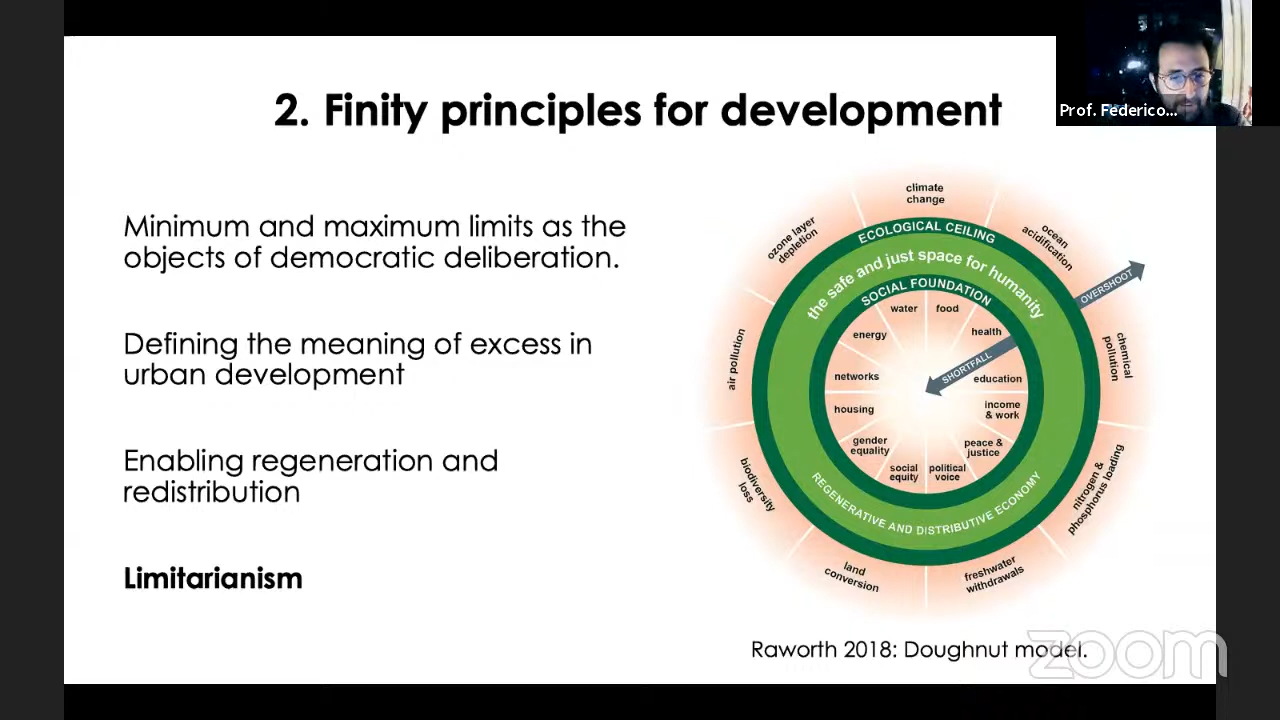 2. Finity principles for development
Prof. Federico...
Minimum and maximum limits as the
objects of democratic deliberation.
Defining the meaning of excess in
urban development
Enabling regeneration and
redistribution
Limitarianism
climate
change
ocean
acidification
chemical
pollution
nitrogen &
phosphorus loading
freshwater
withdrawals
land
conversion
biodiversity
loss
air pollution
ozone layer
depletion
ECOLOGICAL CEILING
the safe and just space for humanity
SOCIAL FOUNDATION
water
food
health
education
income
& work
peace &
justice
political
voice
social
equity
gender
equality
housing
networks
energy
SHORTFALL
OVERSHOOT
REGENERATIVE AND DISTRIBUTIVE ECONOMY
Raworth 2018: Doughnut model.
zoom